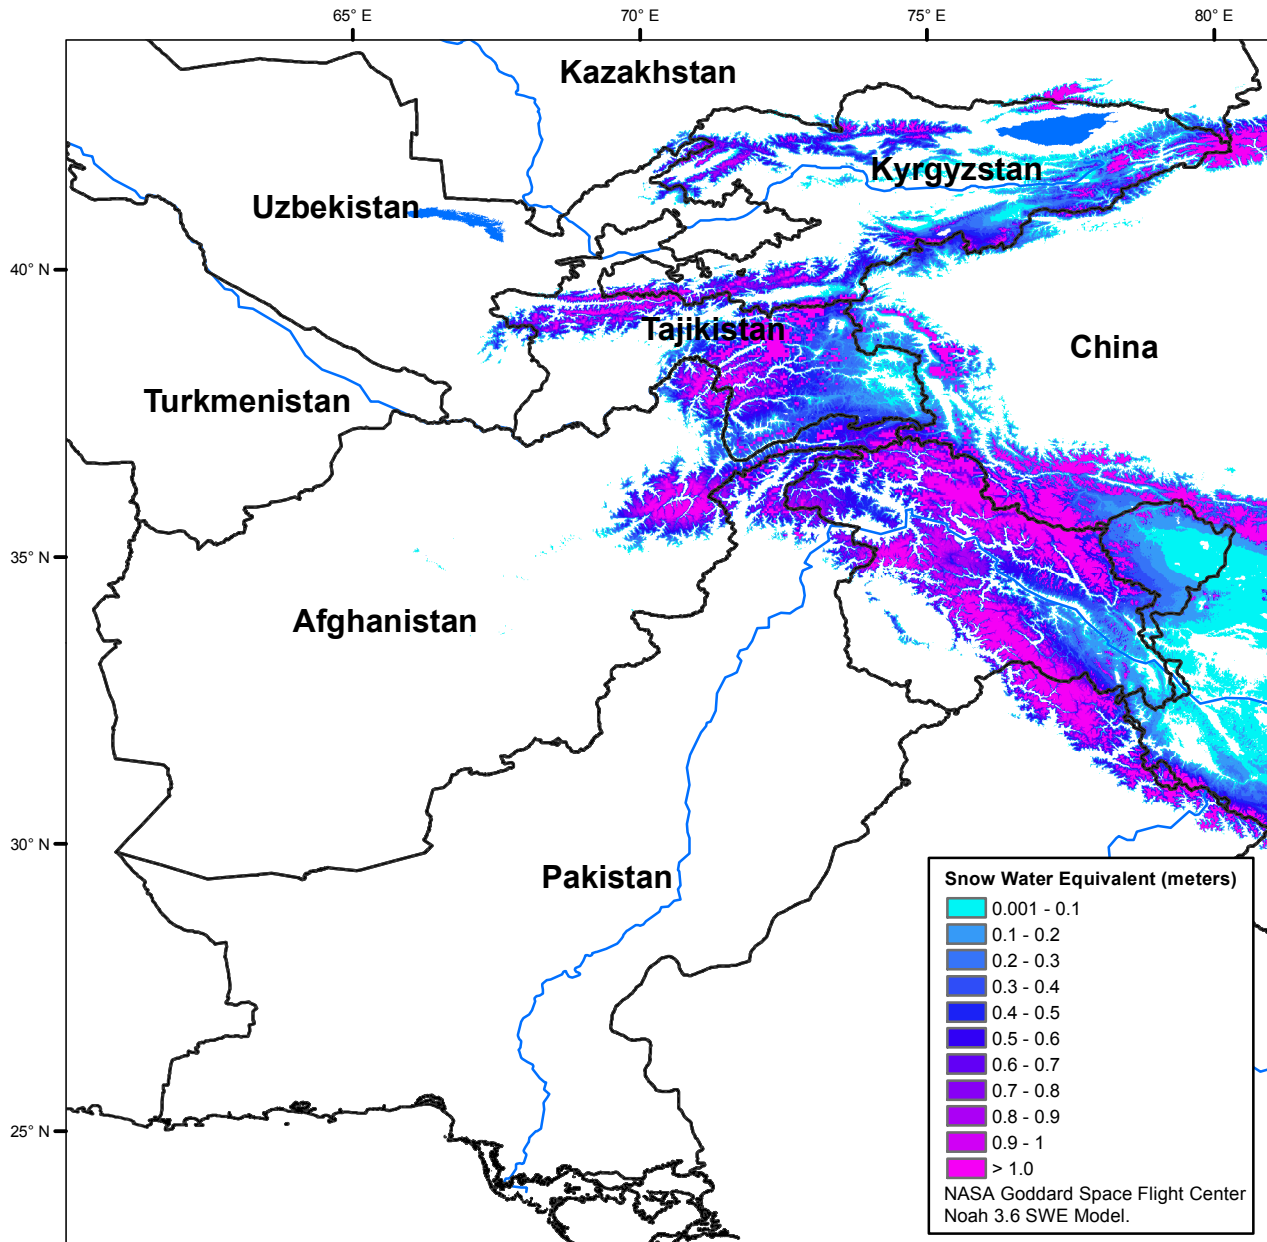 65° E
70° E
75° E
80° E
Kazakhstan
Kyrgyzstan
Uzbekistan
40° N
Tajikistan
China
Turkmenistan
35° N
Afghanistan
30° N
Pakistan
Snow Water Equivalent (meters)
0.001 - 0.1
0.1 - 0.2
0.2 - 0.3
0.3 - 0.4
0.4 - 0.5
0.5 - 0.6
0.6 - 0.7
0.7 - 0.8
0.8 - 0.9
0.9 - 1
> 1.0
NASA Goddard Space Flight Center
Noah 3.6 SWE Model.
25° N